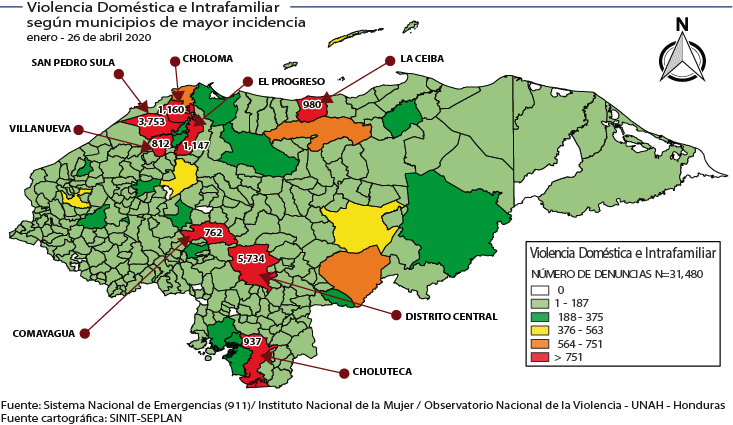 Violencia Doméstica e Intrafamiliar
según municipios de mayor incidencia
enero - 26 de abril 2020
N
CHOLOMA
LA CEIBA
SAN PEDRO SULA
EL PROGRESO
980
1,160
3,753
VILLANUEVA
812
1,147
762
5,734
Violencia Doméstica e Intrafamiliar
NÚMERO DE DENUNCIAS N=31,480
0
1 - 187
188 - 375
376 - 563
564 - 751
> 751
DISTRITO CENTRAL
COMAYAGUA
937
CHOLUTECA
Fuente: Sistema Nacional de Emergencias (911)/ Instituto Nacional de la Mujer / Observatorio Nacional de la Violencia - UNAH - Honduras
Fuente cartográfica: SINIT-SEPLAN